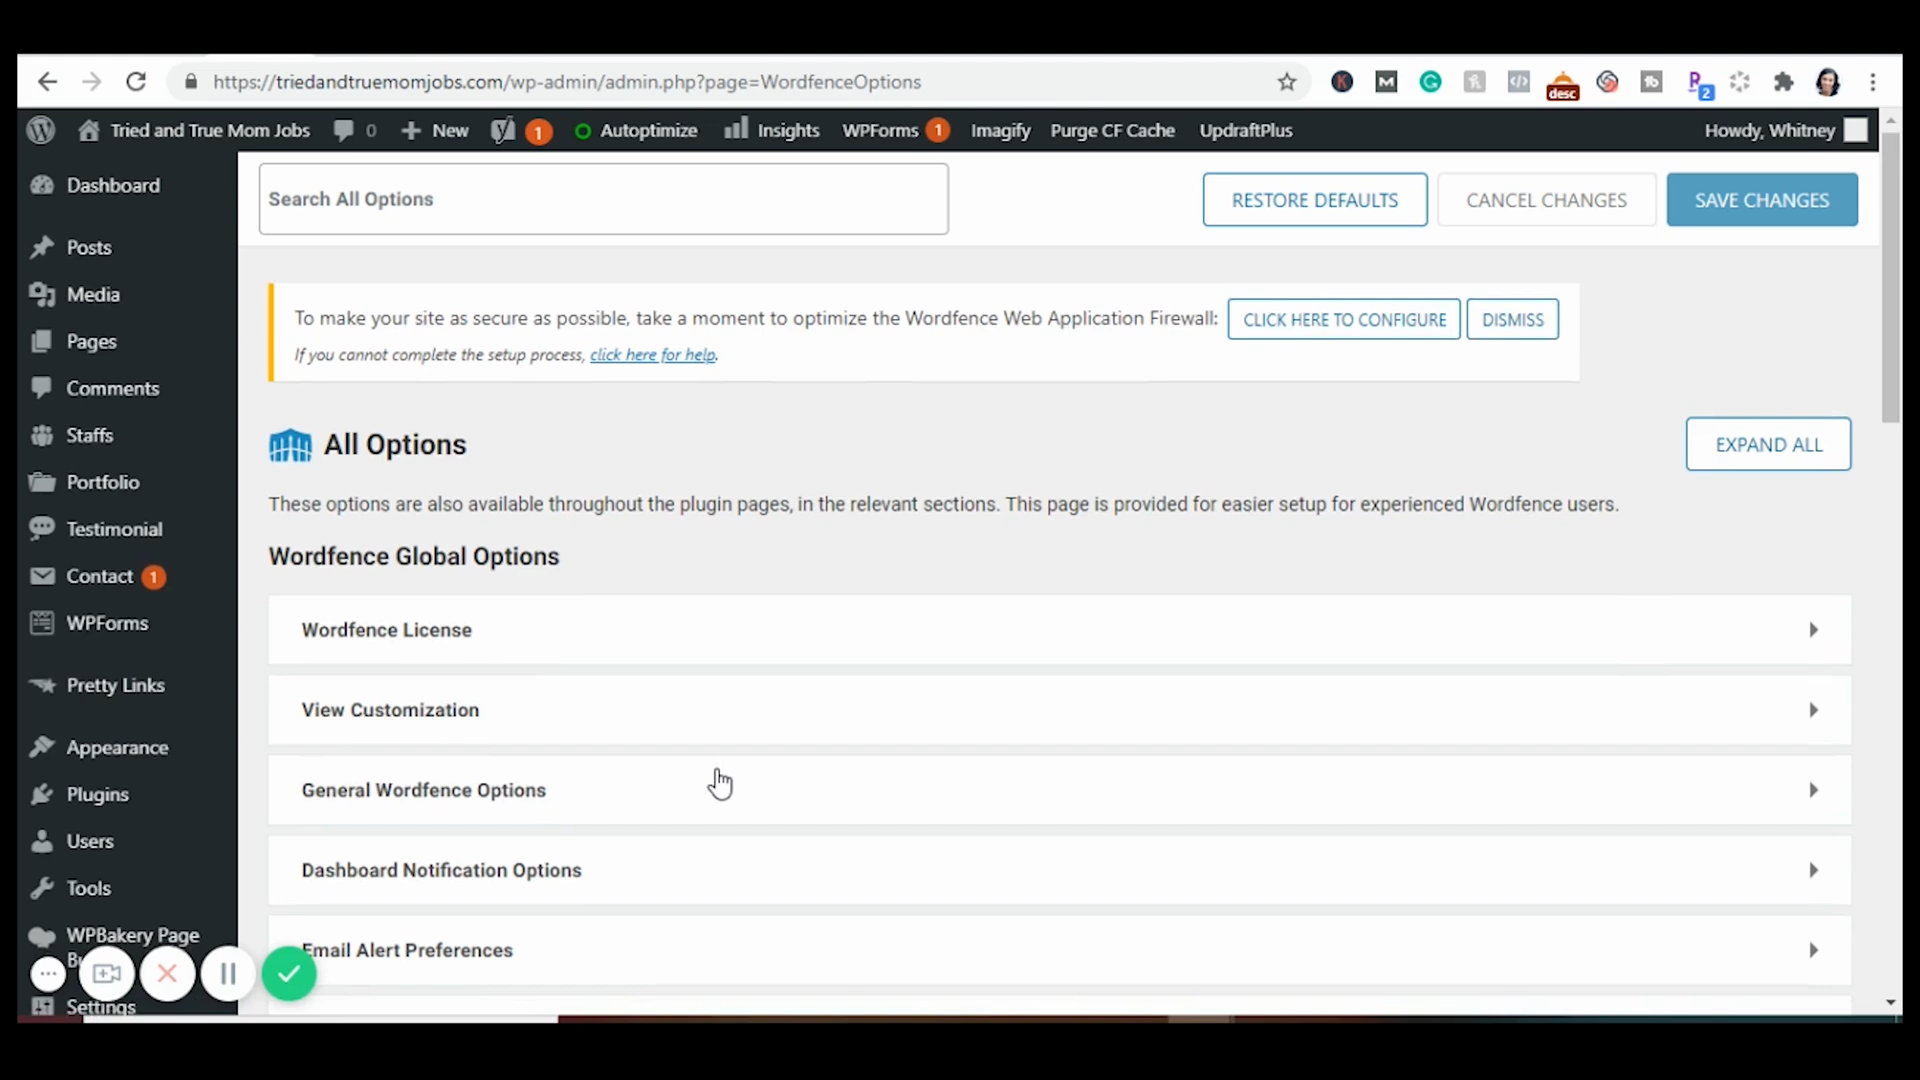 https://triedandtruemomjobs.com/wp-admin/admin.php?page=WordfenceOptions
desc
2
Tried and True Mom Jobs 0 New 1 Autoptimize Insights WPForms 1 Imagify Purge CF Cache UpdraftPlus Howdy, Whitney
Dashboard
Posts
Media
Pages
Comments
Staffs
Portfolio
Testimonial
Contact 1
WPForms
Pretty Links
Appearance
Plugins
Users
Tools
WPBakery Page
Settings
Search All Options
RESTORE DEFAULTS
CANCEL CHANGES
SAVE CHANGES
To make your site as secure as possible, take a moment to optimize the Wordfence Web Application Firewall: CLICK HERE TO CONFIGURE DISMISS
If you cannot complete the setup process, click here for help.
All Options
EXPAND ALL
These options are also available throughout the plugin pages, in the relevant sections. This page is provided for easier setup for experienced Wordfence users.
Wordfence Global Options
Wordfence License
View Customization
General Wordfence Options
Dashboard Notification Options
Email Alert Preferences